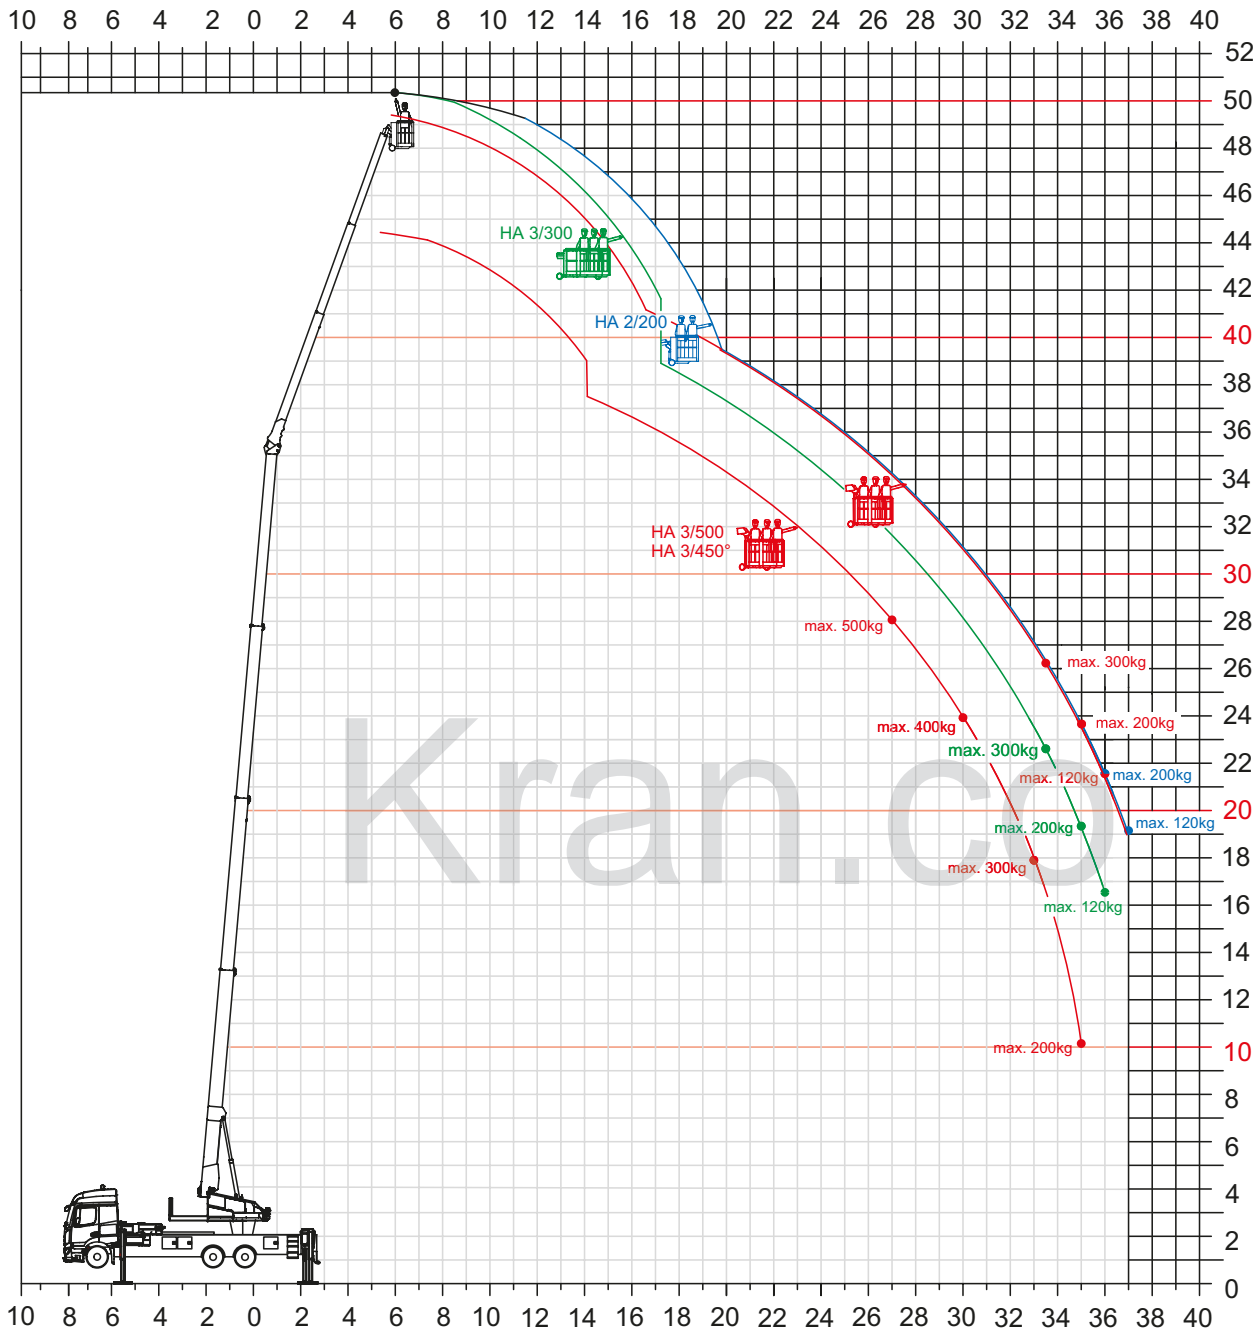 10 8 6 4 2 0 2 4 6 8 10 12 14 16 18 20 22 24 26 28 30 32 34 36 38 40
52
50
48
46
HA 3/300
44
42
HA 2/200
40
38
36
34
HA 3/500
32
HA 3/450°
30
max. 500kg
28
max. 300kg
26
max. 400kg
max. 200kg
24
max. 300kg
22
max. 120kg
max. 200kg
Kran.co
20
max. 200kg
max. 120kg
18
max. 300kg
16
max. 120kg
14
12
max. 200kg
10
8
6
4
2
0
10 8 6 4 2 0 2 4 6 8 10 12 14 16 18 20 22 24 26 28 30 32 34 36 38 40